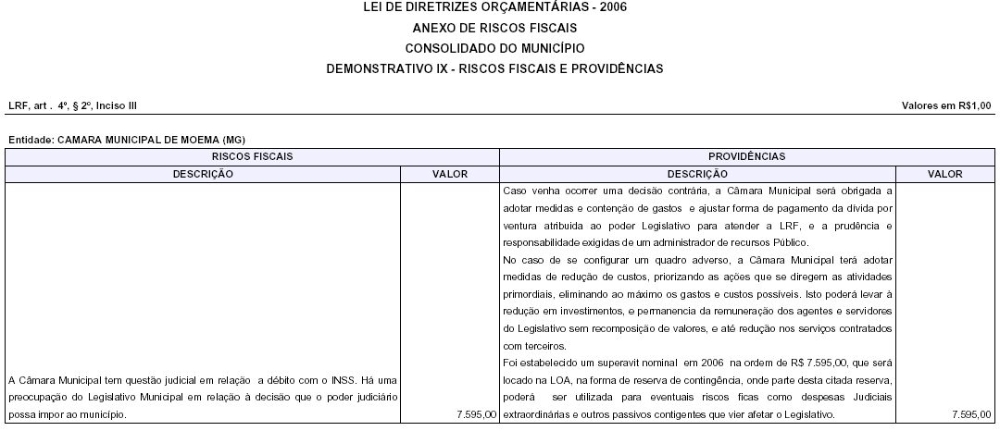 LEI DE DIRETRIZES ORÇAMENTÁRIAS - 2006
ANEXO DE RISCOS FISCAIS
CONSOLIDADO DO MUNICÍPIO
DEMONSTRATIVO IX - RISCOS FISCAIS E PROVIDÊNCIAS
LRF, art . 4º, § 2º, Inciso III Valores em R$1,00
Entidade: CAMARA MUNICIPAL DE MOEMA (MG)
RISCOS FISCAIS PROVIDÊNCIAS
DESCRIÇÃO VALOR DESCRIÇÃO VALOR
A Câmara Municipal tem questão judicial em relação a débito com o INSS. Há uma
preocupação do Legislativo Municipal em relação à decisão que o poder judiciário
possa impor ao município. 7.595,00
Caso venha ocorrer uma decisão contrária, a Câmara Municipal será obrigada a
adotar medidas e contenção de gastos e ajustar forma de pagamento da dívida por
ventura atribuida ao poder Legislativo para atender a LRF, e a prudência e
responsabilidade exigidas de um administrador de recursos Público.
No caso de se configurar um quadro adverso, a Câmara Municipal terá adotar
medidas de redução de custos, priorizando as ações que se diregem as atividades
primordiais, eliminando ao máximo os gastos e custos possíveis. Isto poderá levar à
redução em investimentos, e permanencia da remuneração dos agentes e servidores
do Legislativo sem recomposição de valores, e até redução nos serviços contratados
com terceiros.
Foi estabelecido um superavit nominal em 2006 na ordem de R$ 7.595,00, que será
locado na LOA, na forma de reserva de contingência, onde parte desta citada reserva,
poderá ser utilizada para eventuais riscos ficas como despesas Judiciais
extraordinárias e outros passivos contigentes que vier afetar o Legislativo. 7.595,00